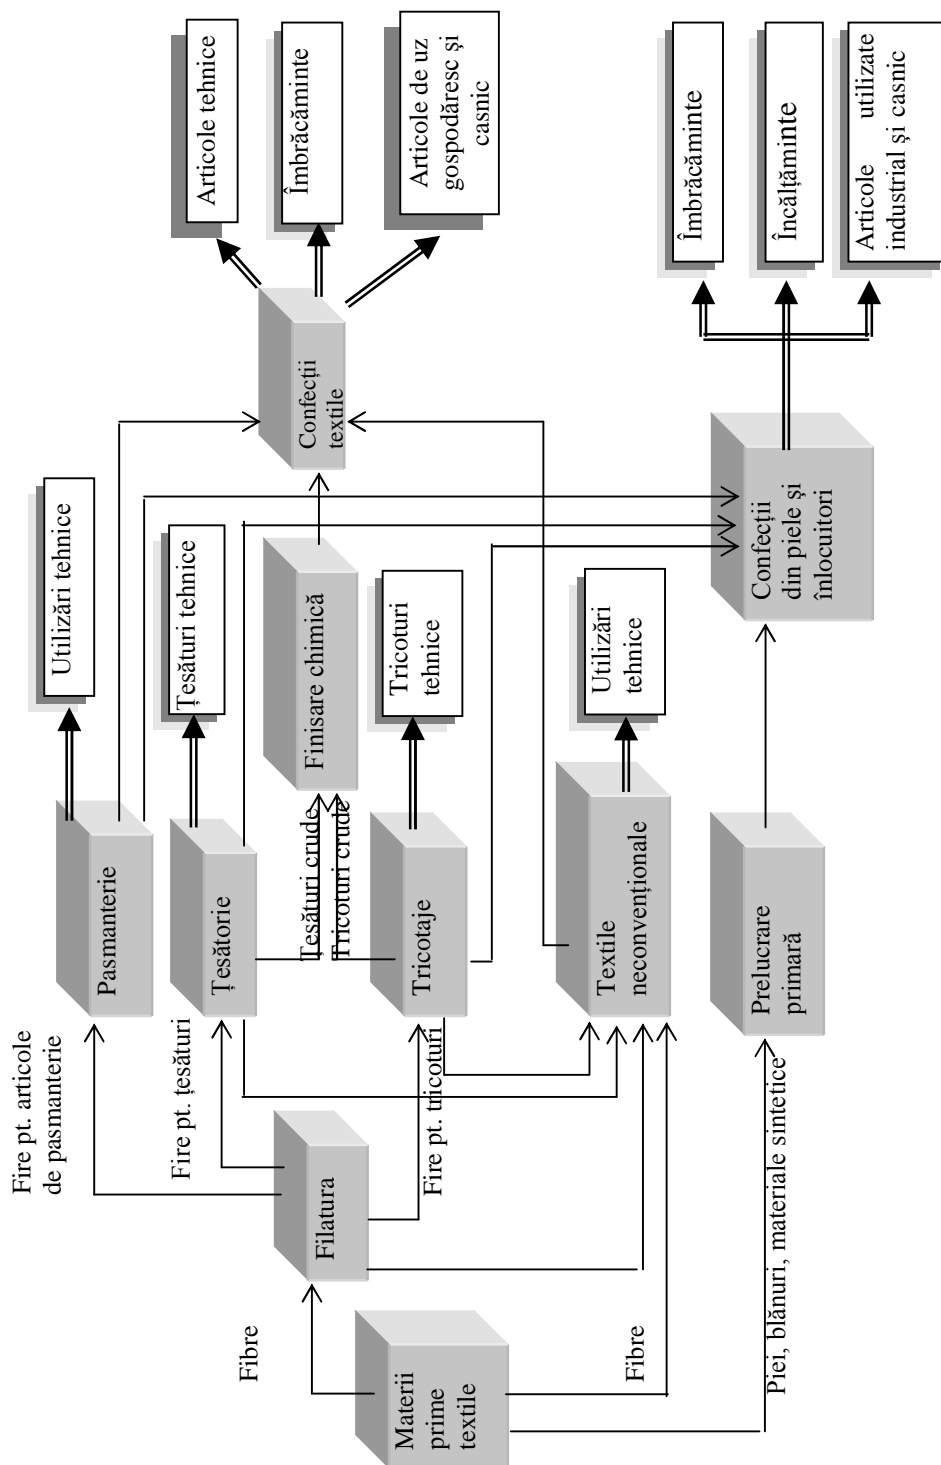 Materii
prime
textile
Fibre
Fibre
Piei, blănuri, materiale sintetice
Filatura
Fire pt. articole
de pasmanterie
Fire pt. țesături
Fire pt. tricoturi
Pasmanterie
Țesătorie
Țesături crude
Tricoturi crude
Tricotaje
Textile
neconvenționale
Prelucrare
primară
Utilizări tehnice
Țesături tehnice
Finisare chimică
Tricoturi
tehnice
Utilizări
tehnice
Confecții
textile
Confecții
din piele și
înlocuitori
Articole tehnice
Îmbrăcăminte
Articole de uz
gospodăresc și
casnic
Îmbrăcăminte
Încălțăminte
Articole utilizate
industrial și casnic